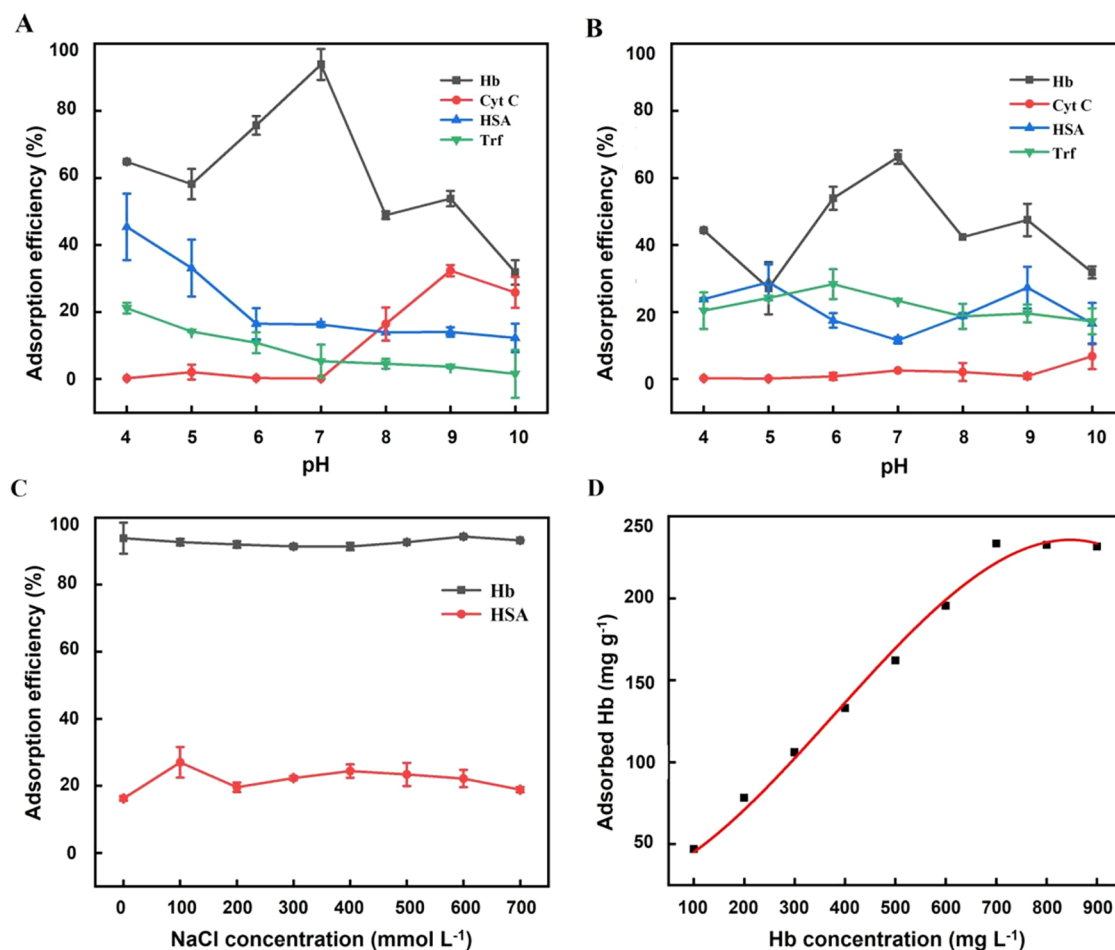 A
Adsorption efficiency (%)
100
80
60
40
20
0
Hb
Cyt C
HSA
Trf
4 5 6 7 8 9 10
pH
B
Adsorption efficiency (%)
100
80
60
40
20
0
Hb
Cyt C
HSA
Trf
4 5 6 7 8 9 10
pH
C
Adsorption efficiency (%)
100
80
60
40
20
0
Hb
HSA
0 100 200 300 400 500 600 700
NaCl concentration (mmol L⁻¹)
D
Adsorbed Hb (mg g⁻¹)
250
200
150
100
50
100 200 300 400 500 600 700 800 900
Hb concentration (mg L⁻¹)